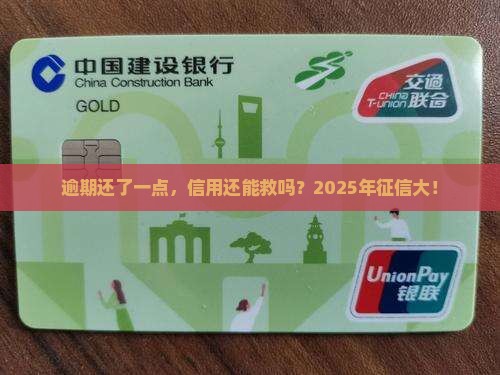 中国建设银行
China Construction Bank
GOLD
交通
联合
CHINA
T-UNION
逾期还了一点，信用还能救吗？2025年征信大！
UnionPay
银联